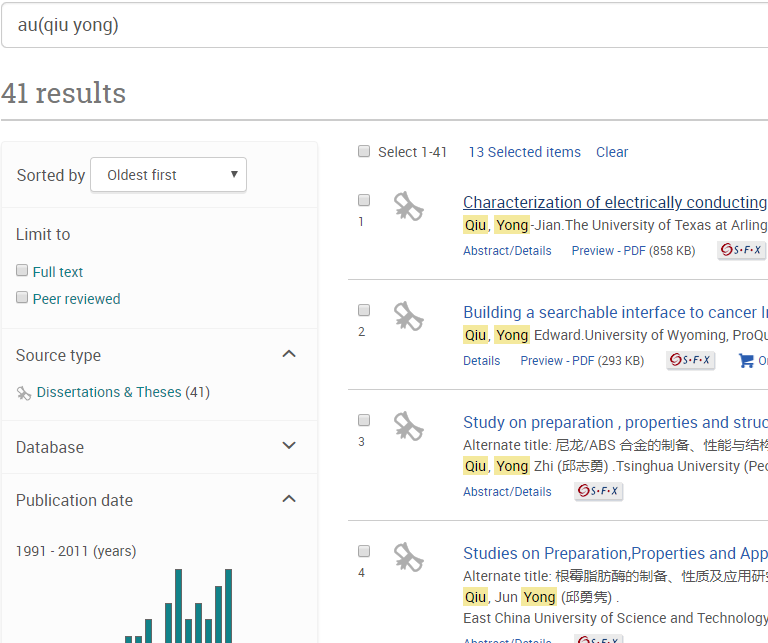 au(qiu yong)
41 results
Sorted by Oldest first
Limit to
Full text
Peer reviewed
Source type
Dissertations & Theses (41)
Database
Publication date
1991 - 2011 (years)
Select 1-41 13 Selected items Clear
1
Characterization of electrically conducting
Qiu, Yong-Jian.The University of Texas at Arling
Abstract/Details Preview - PDF (858 KB) S·F·X
2
Building a searchable interface to cancer
Qiu, Yong Edward.University of Wyoming, ProQu
Details Preview - PDF (293 KB) S·F·X
3
Study on preparation , properties and struc
Alternate title: 尼龙/ABS 合金的制备、性能与结构
Qiu, Yong Zhi (邱志勇) .Tsinghua University (Peo
Abstract/Details S·F·X
4
Studies on Preparation,Properties and App
Alternate title: 根霉脂肪酶的制备、性质及应用研
Qiu, Jun Yong (邱勇隽) .
East China University of Science and Technology
Abstract/Details S·F·X